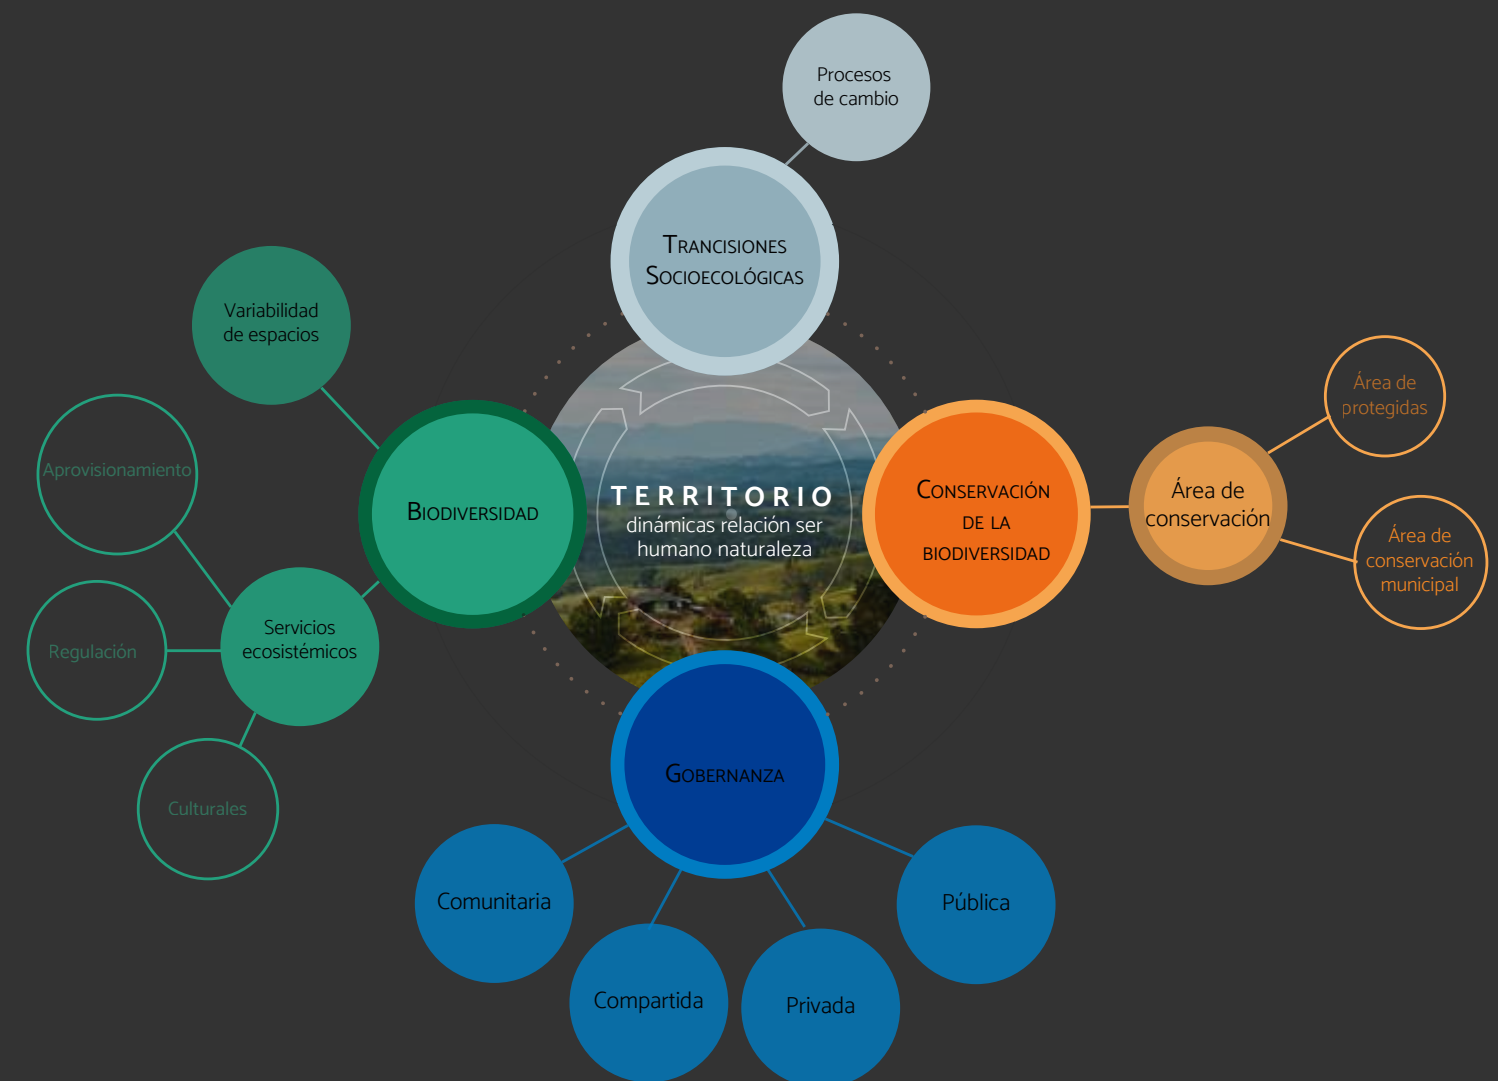 Procesos
de cambio
TRANCISIONES
SOCIOECOLÓGICAS
Variabilidad
de espacios
Aprovisionamiento
Regulación
Culturales
Servicios
ecosistémicos
BIODIVERSIDAD
TERRITORIO
dinámicas relación ser
humano naturaleza
CONSERVACIÓN
DE LA
BIODIVERSIDAD
Área de
conservación
Área de
protegidas
Área de
conservación
municipal
GOBERNANZA
Comunitaria
Compartida
Privada
Pública